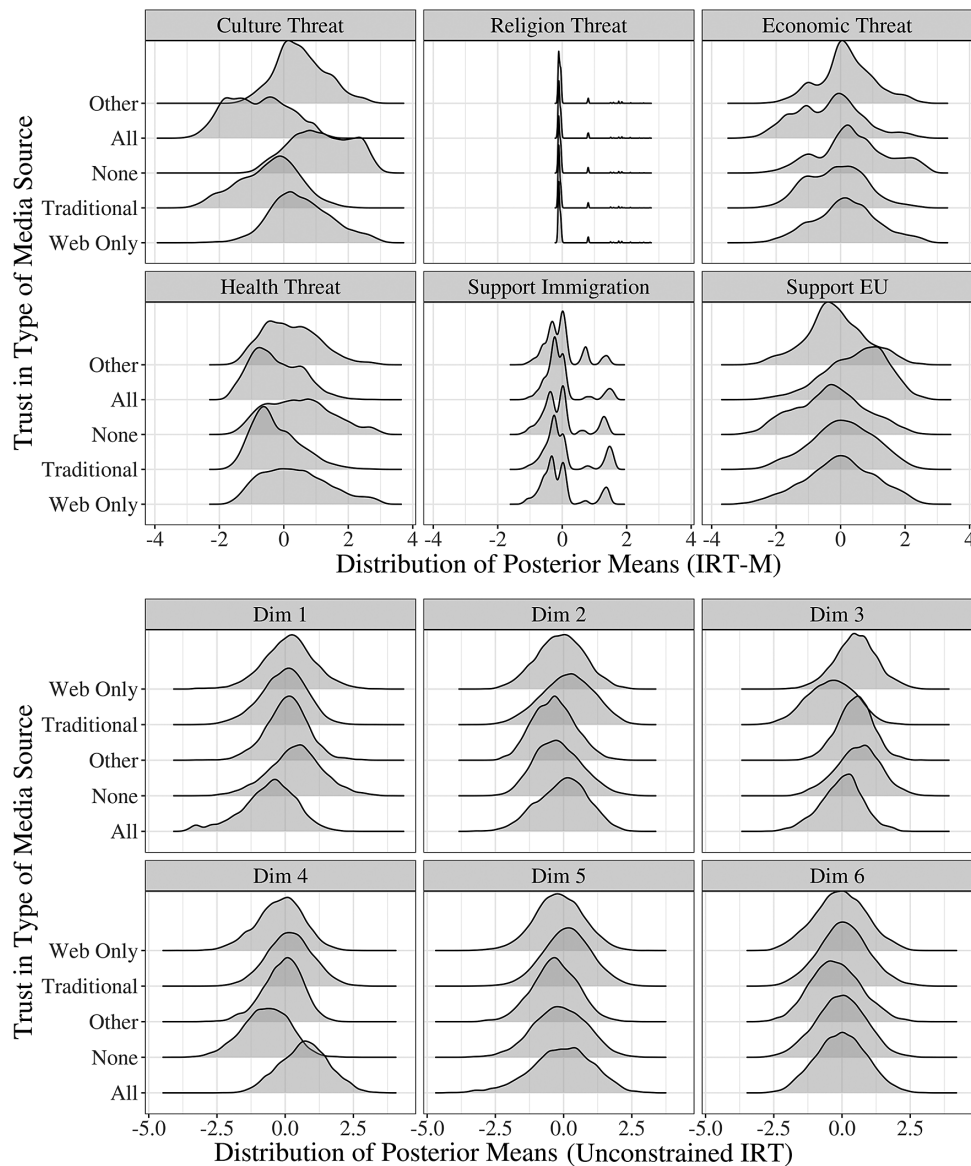 Culture Threat Religion Threat Economic Threat
Other
All
None
Traditional
Web Only
Health Threat Support Immigration Support EU
Other
All
None
Traditional
Web Only
Trust in Type of Media Source
-4 -2 0 2 4 -4 -2 0 2 4 -4 -2 0 2 4
Distribution of Posterior Means (IRT-M)
Dim 1 Dim 2 Dim 3
Web Only
Traditional
Other
None
All
Dim 4 Dim 5 Dim 6
Web Only
Traditional
Other
None
All
Trust in Type of Media Source
-5.0 -2.5 0.0 2.5 -5.0 -2.5 0.0 2.5 -5.0 -2.5 0.0 2.5
Distribution of Posterior Means (Unconstrained IRT)